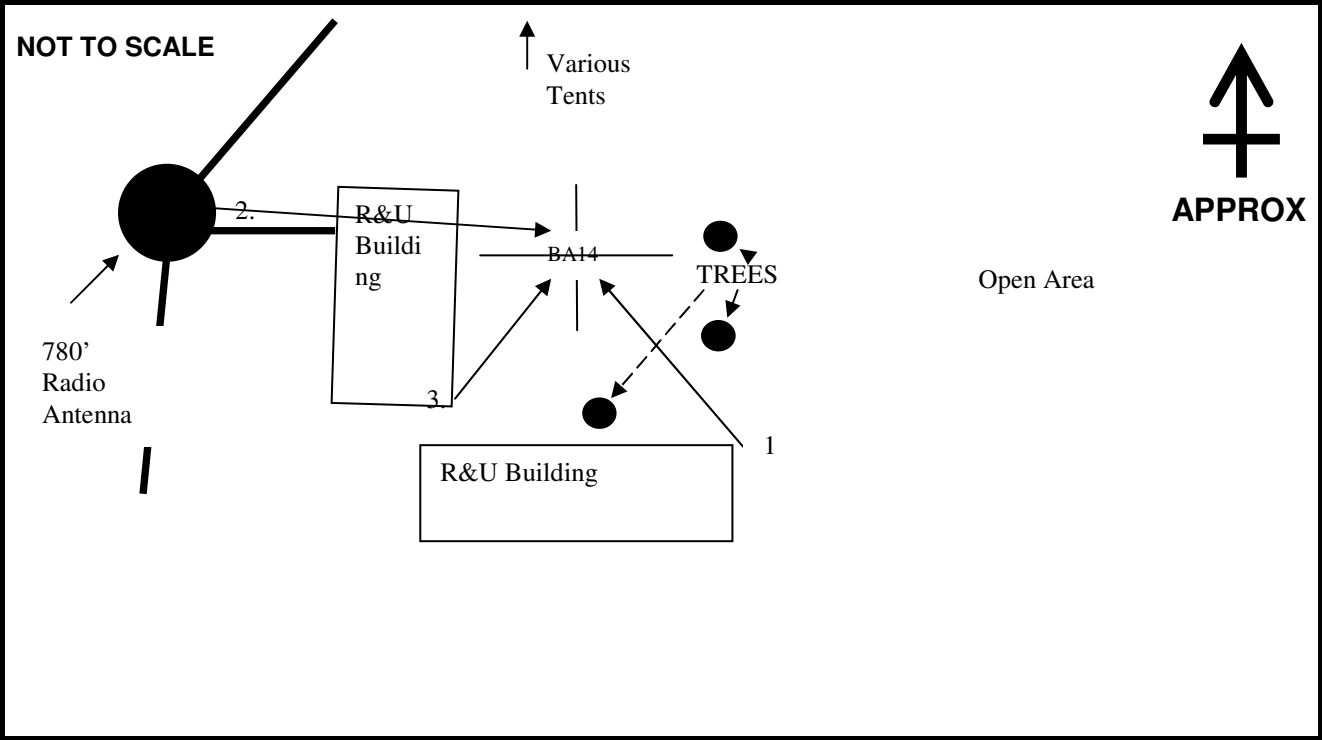 NOT TO SCALE
Various
Tents
APPROX
2.
R&U
Buildi
ng
BA14
TREES
Open Area
780’
Radio
Antenna
3.
1
R&U Building